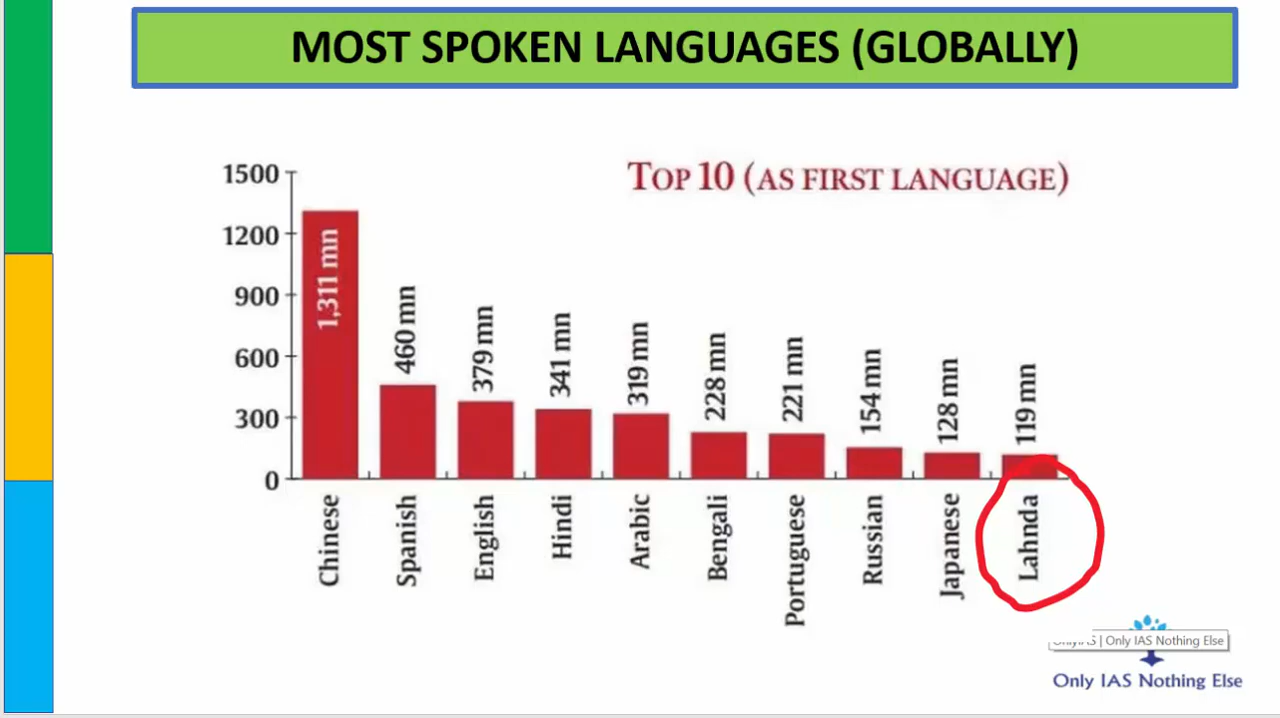 MOST SPOKEN LANGUAGES (GLOBALLY)
TOP 10 (AS FIRST LANGUAGE)
1500
1200
900
600
300
0
1,311 mn
460 mn
379 mn
341 mn
319 mn
228 mn
221 mn
154 mn
128 mn
119 mn
Chinese
Spanish
English
Hindi
Arabic
Bengali
Portuguese
Russian
Japanese
Lahnda
OnlyIAS | Only IAS Nothing Else
Only IAS Nothing Else